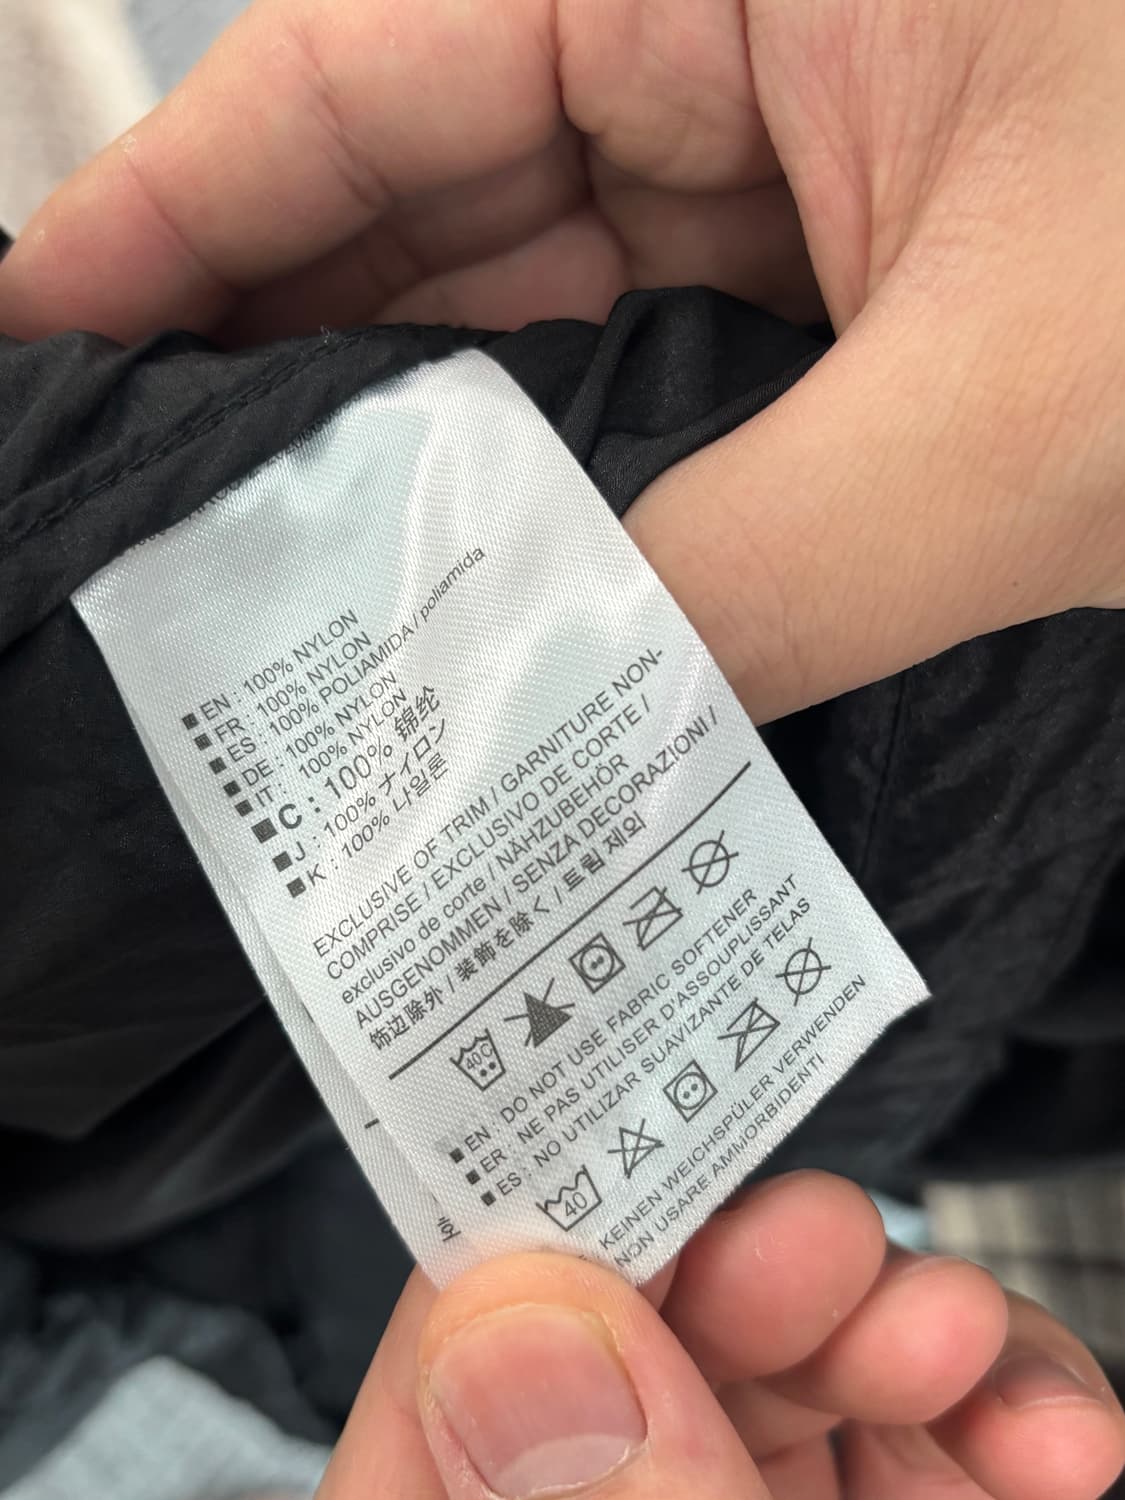 ■ EN : 100% NYLON
■ FR : 100% NYLON
■ ES : 100% POLIAMIDA / poliamida
■ DE : 100% NYLON
■ IT : 100% NYLON
■ C : 100% 锦纶
■ J : 100% ナイロン
■ K : 100% 나일론
EXCLUSIVE OF TRIM / GARNITURE NON-
COMPRISE / EXCLUSIVO DE CORTE /
exclusivo de corte / NÄHZUBEHÖR
AUSGENOMMEN / SENZA DECORAZIONI /
饰边除外 / 装飾を除く / 트림 제외
40 C
■ EN : DO NOT USE FABRIC SOFTENER
■ ER : NE PAS UTILISER D'ASSOUPLISSANT
■ ES : NO UTILIZAR SUAVIZANTE DE TELAS
40
KEINEN WEICHSPÜLER VERWENDEN
NON USARE AMMORBIDENTI
호